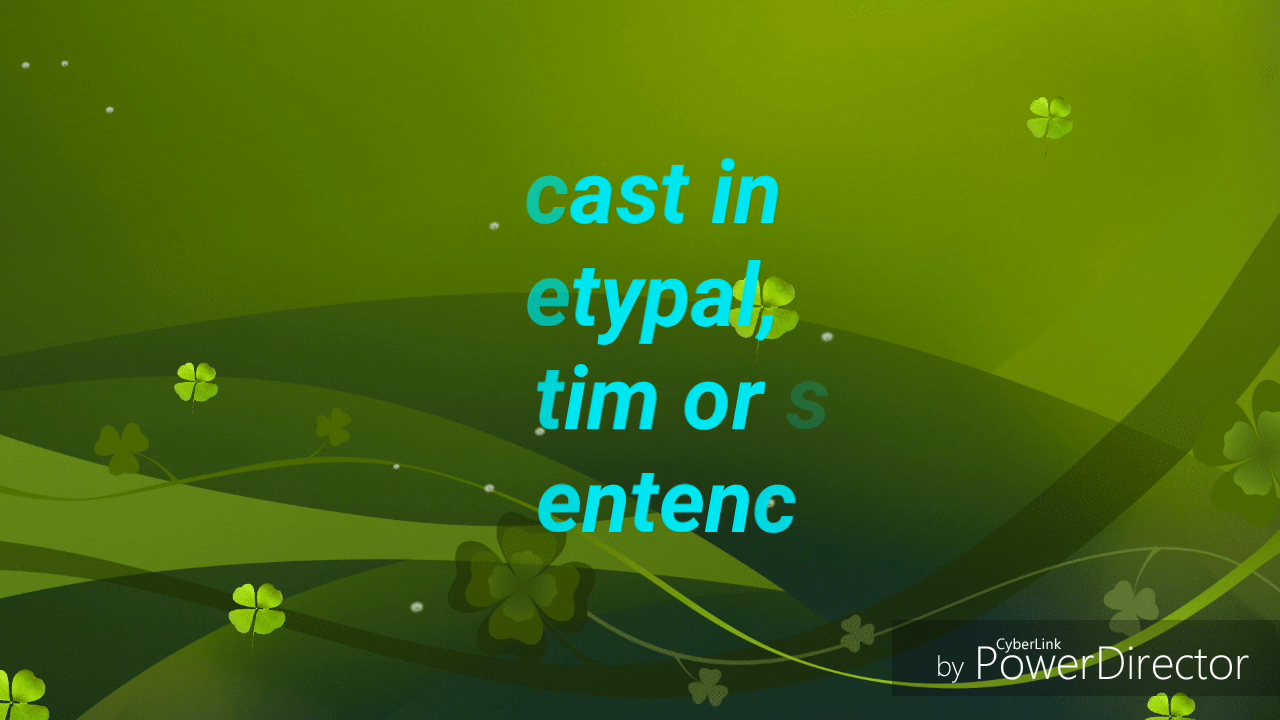 cast in
etypal,
tim or s
entenc
CyberLink
by PowerDirector